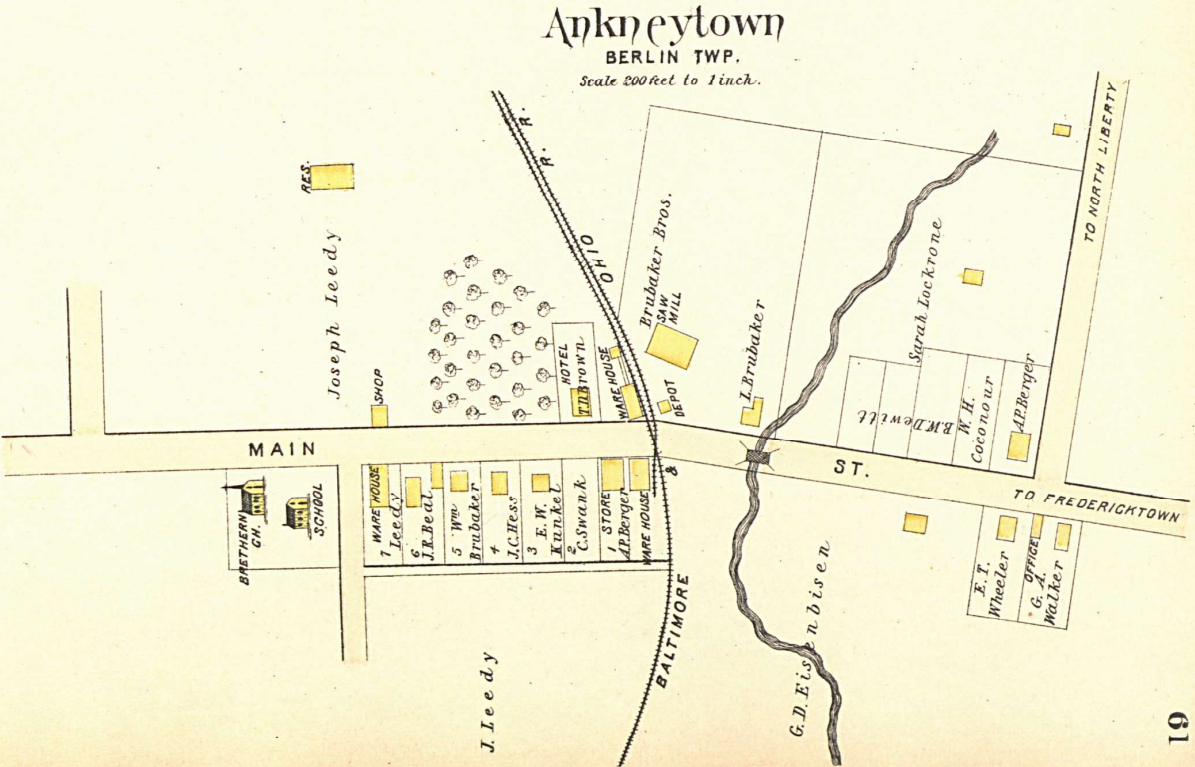 Ankneytown
BERLIN TWP.
Scale 200 feet to 1 inch.
RES.
Joseph Leedy
SHOP
HOTEL
T.D.Brown
WARE HOUSE
OHIO R. R.
Brubaker Bros.
SAW
MILL
DEPOT
I.Brubaker
Sarah Lockrone
B.W.Dewitt
W. H.
Coconour
A.P.Berger
TO NORTH LIBERTY
MAIN
ST.
TO FREDERICKTOWN
BRETHERN
CH.
SCHOOL
7 WARE HOUSE
Leedy
6
J.R.Beal
5 Wm
Brubaker
4
J.C.Hess
3 E.W.
Kunkel
2
C.Swank
1 STORE
A.P.Berger
WARE HOUSE
&
BALTIMORE
J.Leedy
G.D.Eisenbisen
E.T.
Wheeler
OFFICE
G. A.
Walker
61